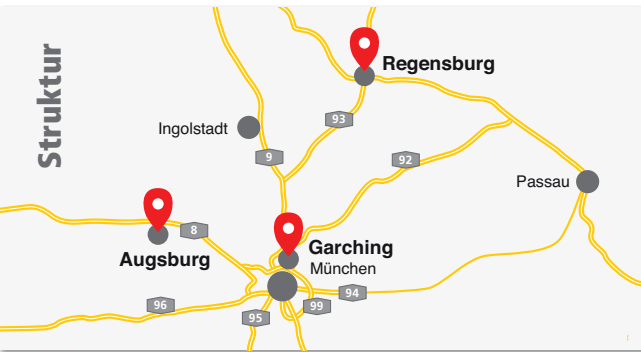 Struktur
Regensburg
Ingolstadt
93
9
92
Passau
8
Augsburg
Garching
München
96
95
99
94